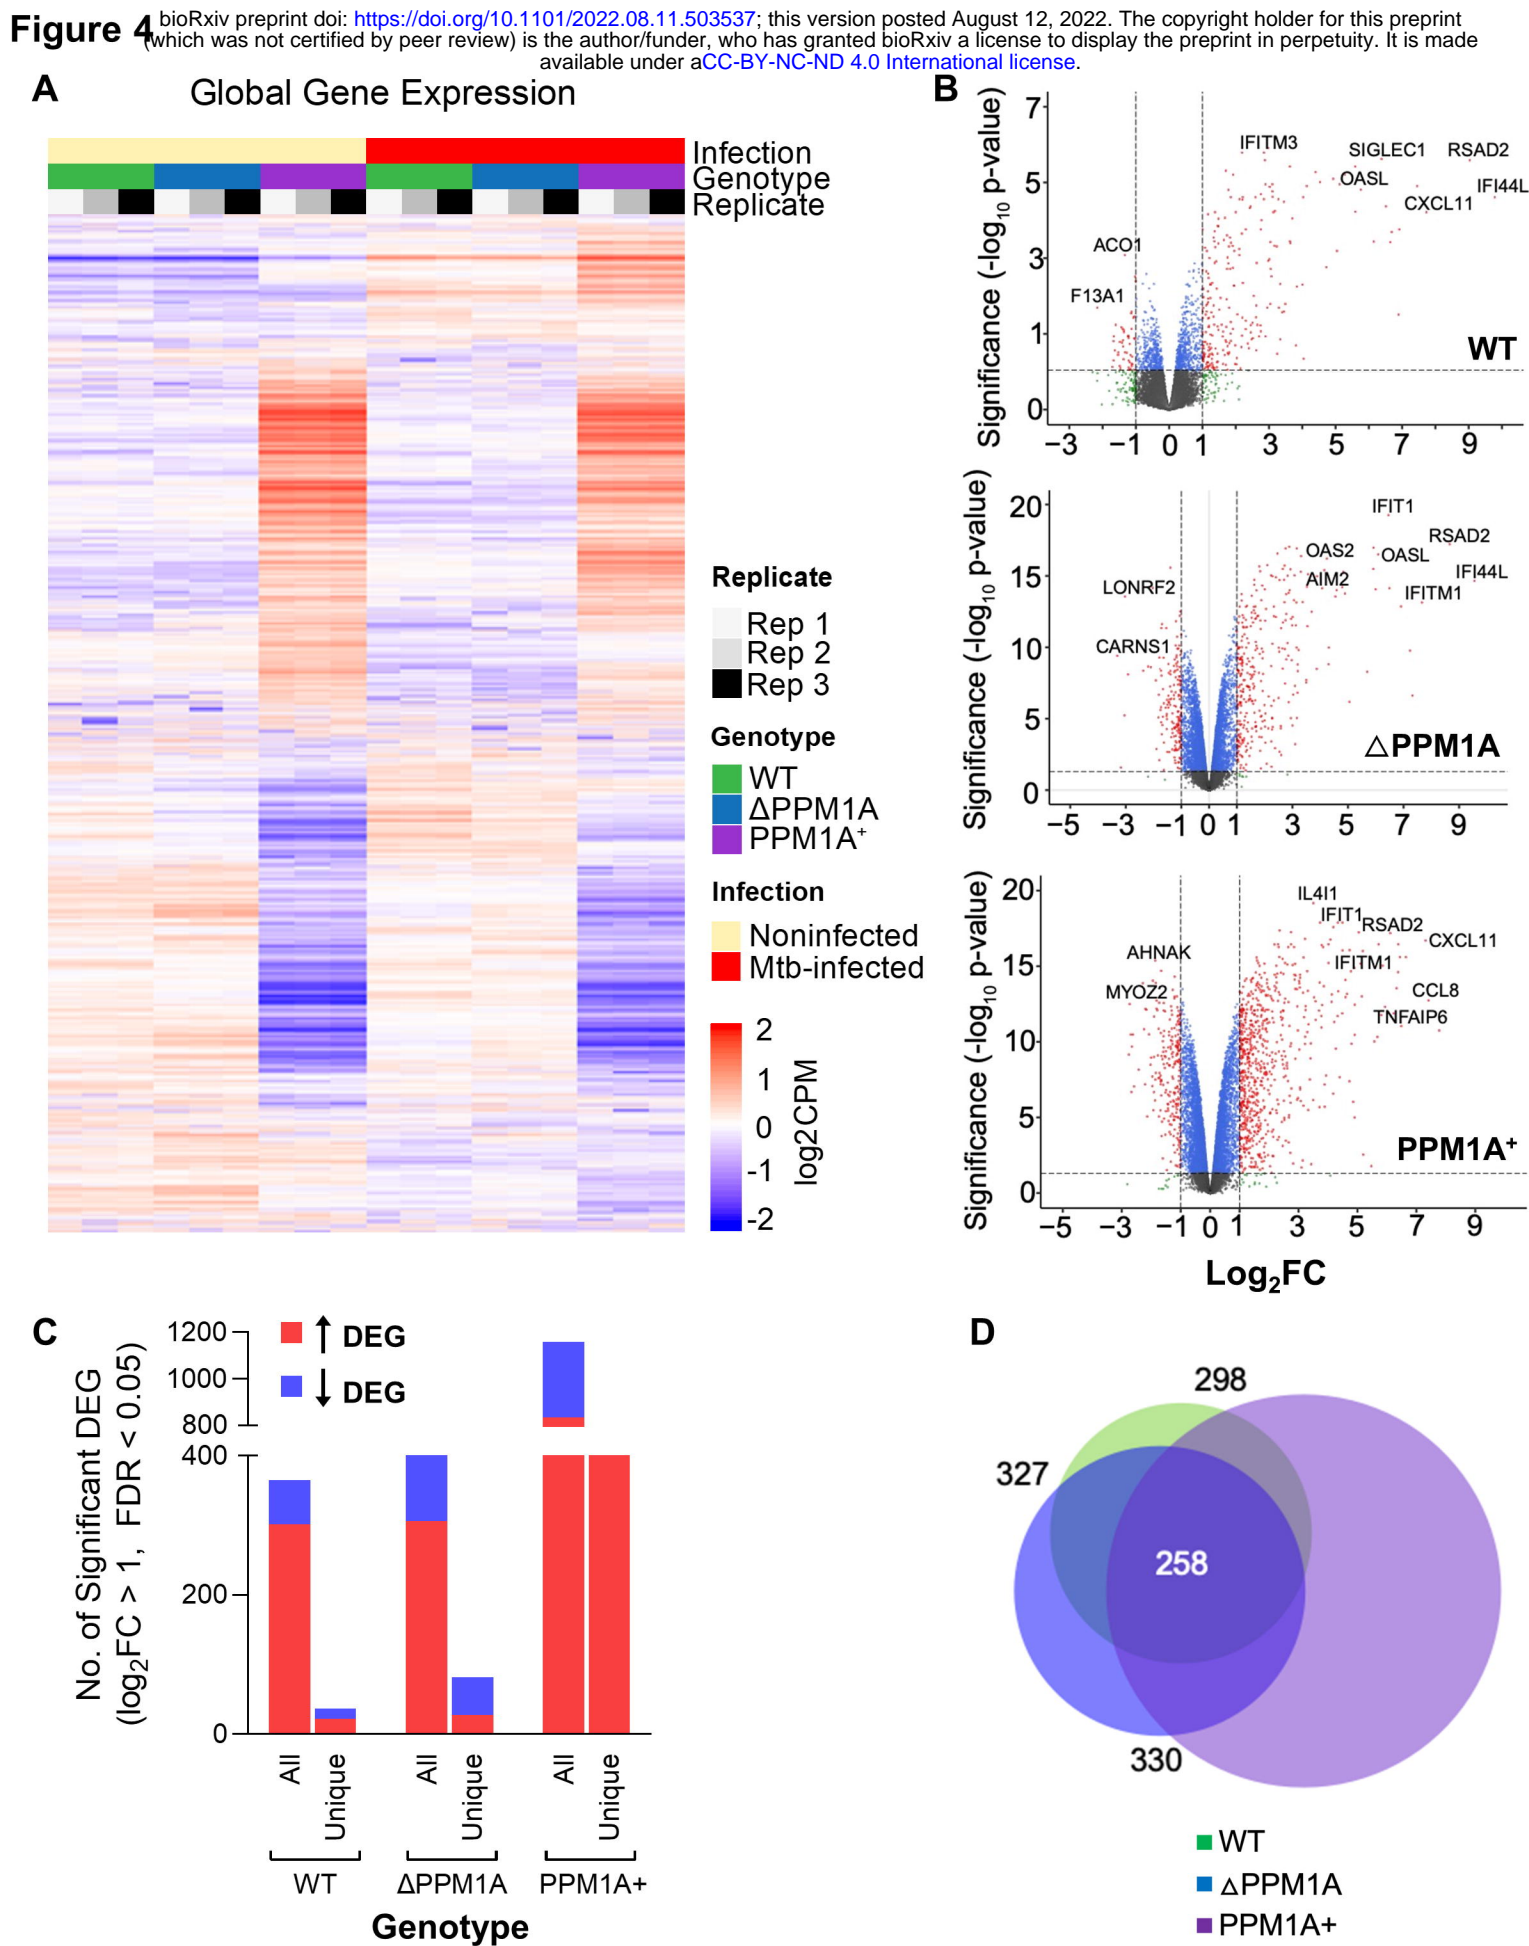 Figure 4
bioRxiv preprint doi: https://doi.org/10.1101/2022.08.11.503537; this version posted August 12, 2022. The copyright holder for this preprint
(which was not certified by peer review) is the author/funder, who has granted bioRxiv a license to display the preprint in perpetuity. It is made
available under aCC-BY-NC-ND 4.0 International license.
A
Global Gene Expression
Infection
Genotype
Replicate
Replicate
Rep 1
Rep 2
Rep 3
Genotype
WT
ΔPPM1A
PPM1A⁺
Infection
Noninfected
Mtb-infected
2
1
0
-1
-2
log2CPM
B
Significance (-log₁₀ p-value)
7
5
3
1
0
IFITM3
SIGLEC1
RSAD2
OASL
IFI44L
CXCL11
ACO1
F13A1
WT
−3 −1 0 1 3 5 7 9
Significance (-log₁₀ p-value)
20
15
10
5
0
IFIT1
RSAD2
OAS2
OASL
IFI44L
AIM2
IFITM1
LONRF2
CARNS1
△PPM1A
−5 −3 −1 0 1 3 5 7 9
Significance (-log₁₀ p-value)
20
15
10
5
0
IL4I1
IFIT1
RSAD2
CXCL11
AHNAK
IFITM1
MYOZ2
CCL8
TNFAIP6
PPM1A⁺
−5 −3 −1 0 1 3 5 7 9
Log₂FC
C
No. of Significant DEG
(log₂FC > 1, FDR < 0.05)
1200
1000
800
400
200
0
↑ DEG
↓ DEG
All
Unique
All
Unique
All
Unique
WT
ΔPPM1A
PPM1A+
Genotype
D
298
327
258
330
WT
△PPM1A
PPM1A+